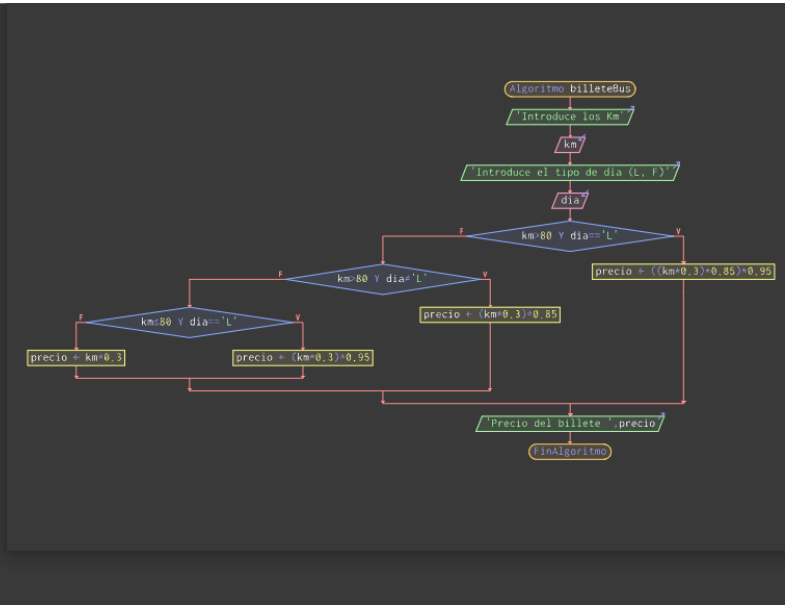 Algoritmo billeteBus
'Introduce los Km'
km
'Introduce el tipo de dia (L, F)'
dia
F
km>80 Y dia=='L'
V
F
km>80 Y dia≠'L'
V
precio ← ((km*0.3)*0.85)*0.95
F
km≤80 Y dia=='L'
V
precio ← (km*0.3)*0.85
precio ← km*0.3
precio ← (km*0.3)*0.95
'Precio del billete ',precio
FinAlgoritmo